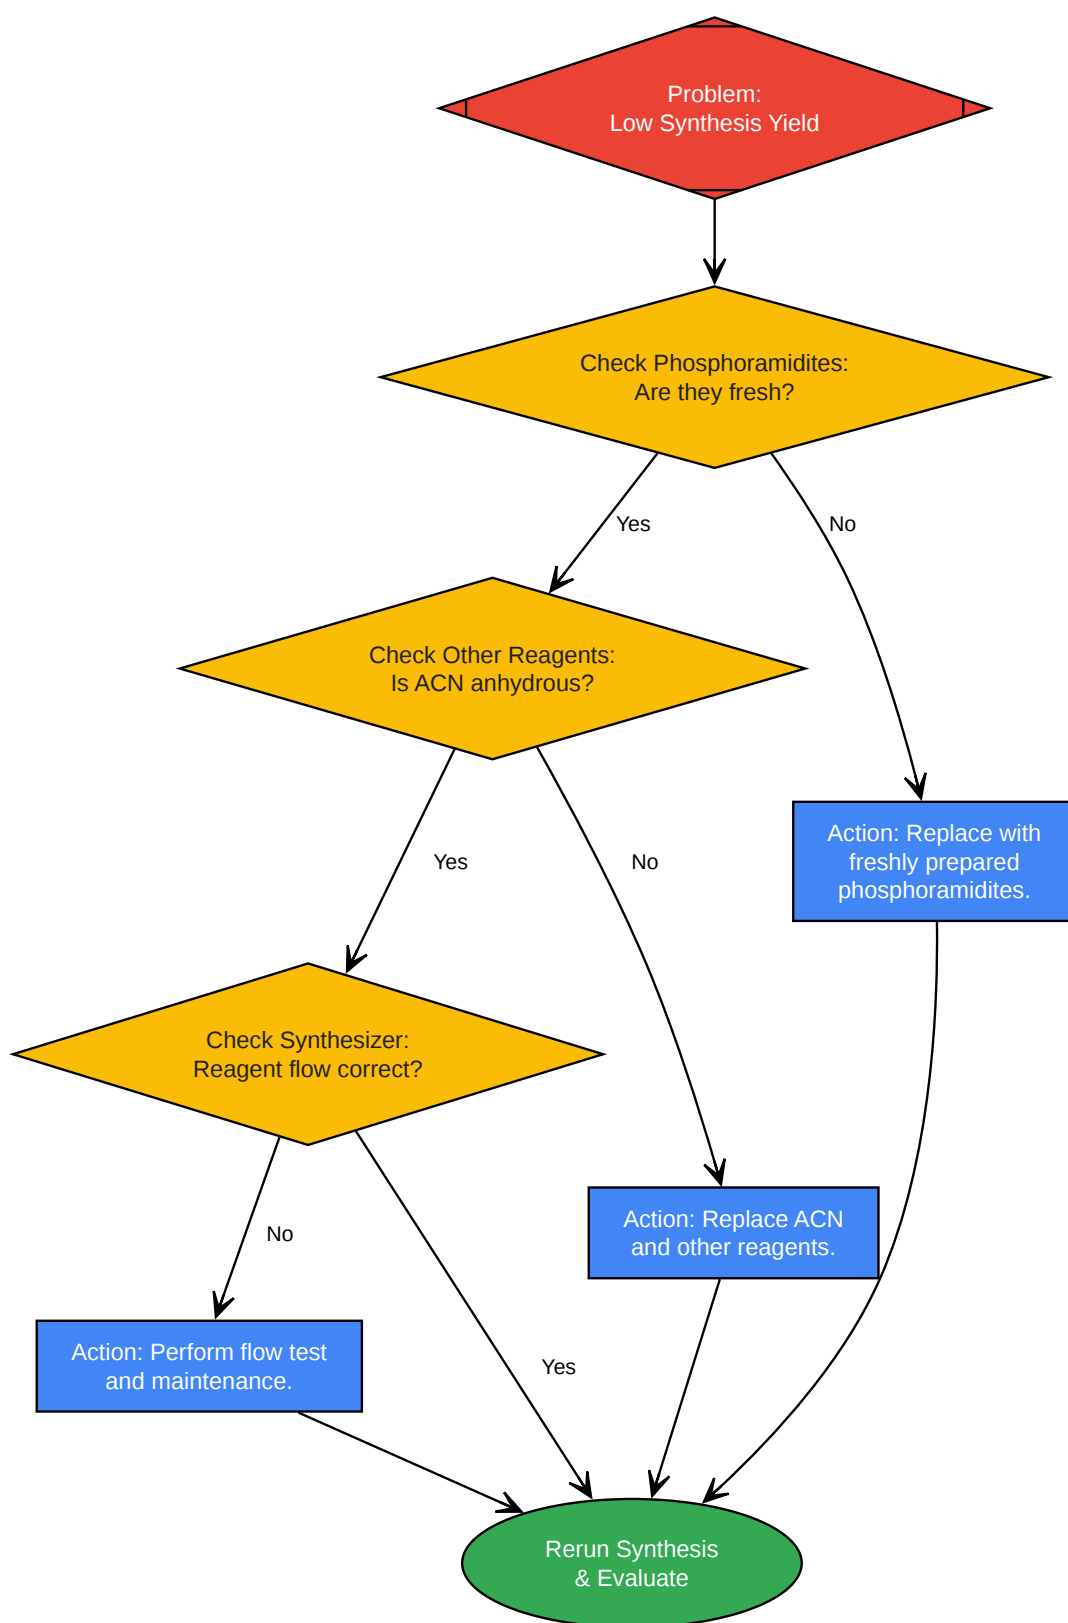 Problem:
Low Synthesis Yield
Check Phosphoramidites:
Are they fresh?
Yes
No
Check Other Reagents:
Is ACN anhydrous?
Action: Replace with
freshly prepared
phosphoramidites.
Yes
No
Check Synthesizer:
Reagent flow correct?
Action: Replace ACN
and other reagents.
No
Action: Perform flow test
and maintenance.
Yes
Rerun Synthesis
& Evaluate